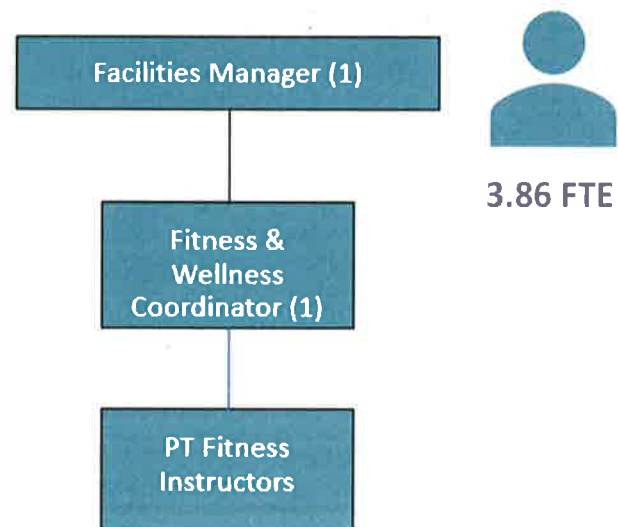 Facilities Manager (1)
3.86 FTE
Fitness &
Wellness
Coordinator (1)
PT Fitness
Instructors